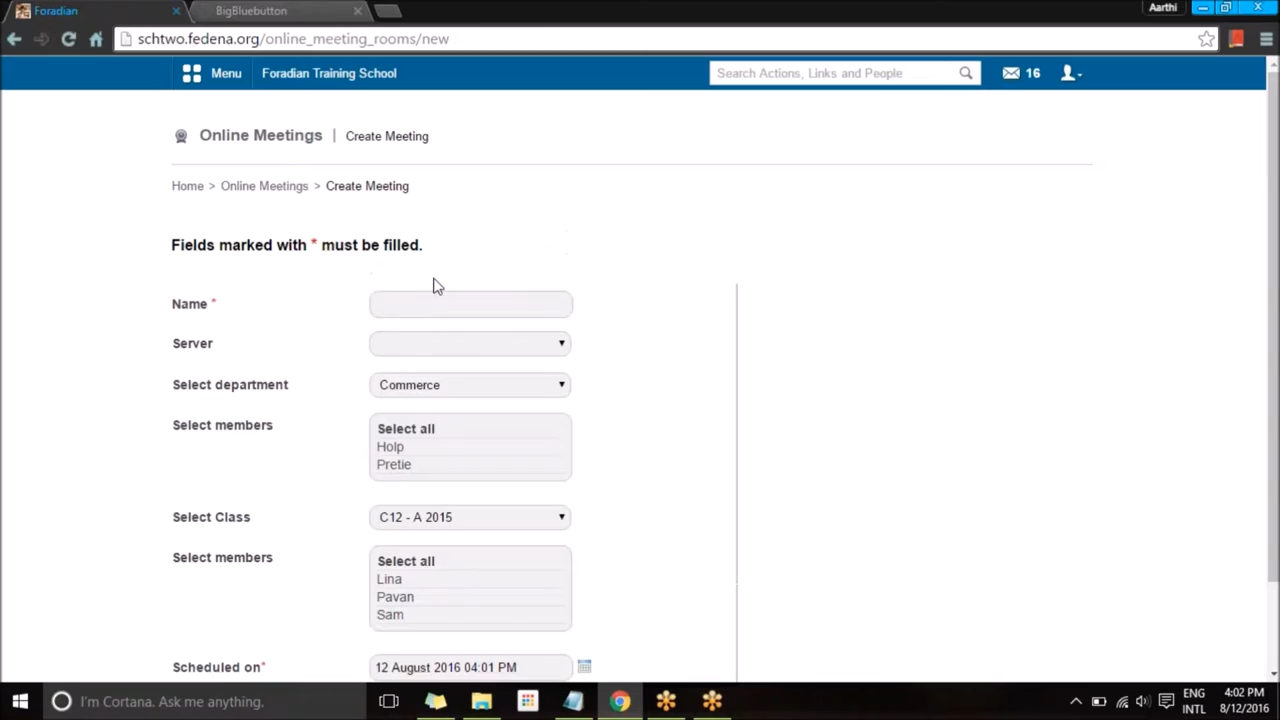 Foradian
BigBluebutton
Aarthi
schtwo.fedena.org/online_meeting_rooms/new
Menu
Foradian Training School
Search Actions, Links and People
16
Online Meetings | Create Meeting
Home > Online Meetings > Create Meeting
Fields marked with * must be filled.
Name *
Server
Select department
Commerce
Select members
Select all
Holp
Pretie
Select Class
C12 - A 2015
Select members
Select all
Lina
Pavan
Sam
Scheduled on*
12 August 2016 04:01 PM
I'm Cortana. Ask me anything.
ENG
INTL
4:02 PM
8/12/2016